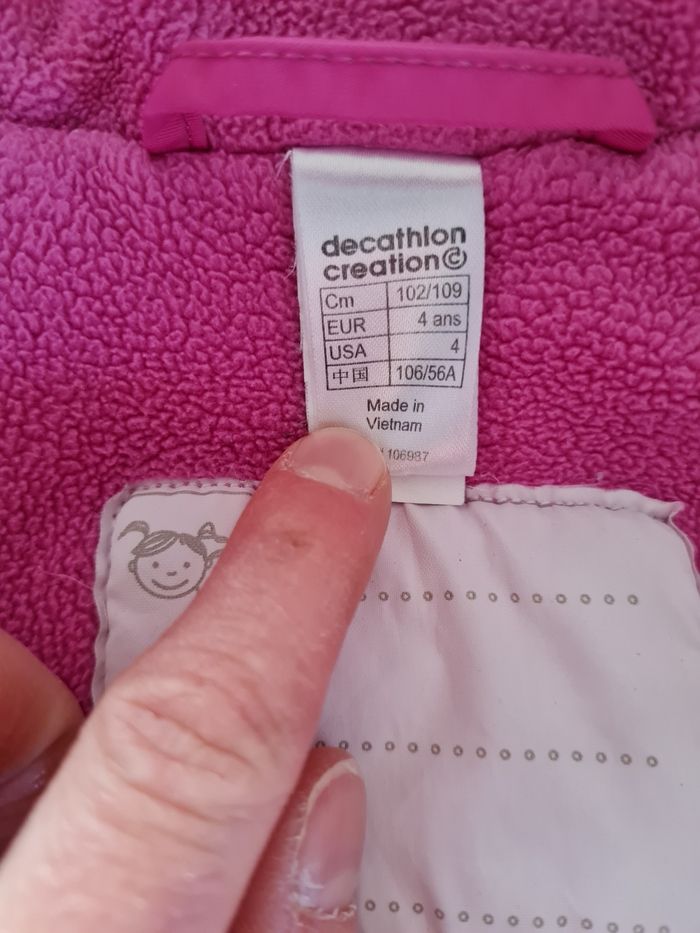 decathlon
creation
Cm 102/109
EUR 4 ans
USA 4
中国 106/56A
Made in
Vietnam
106987